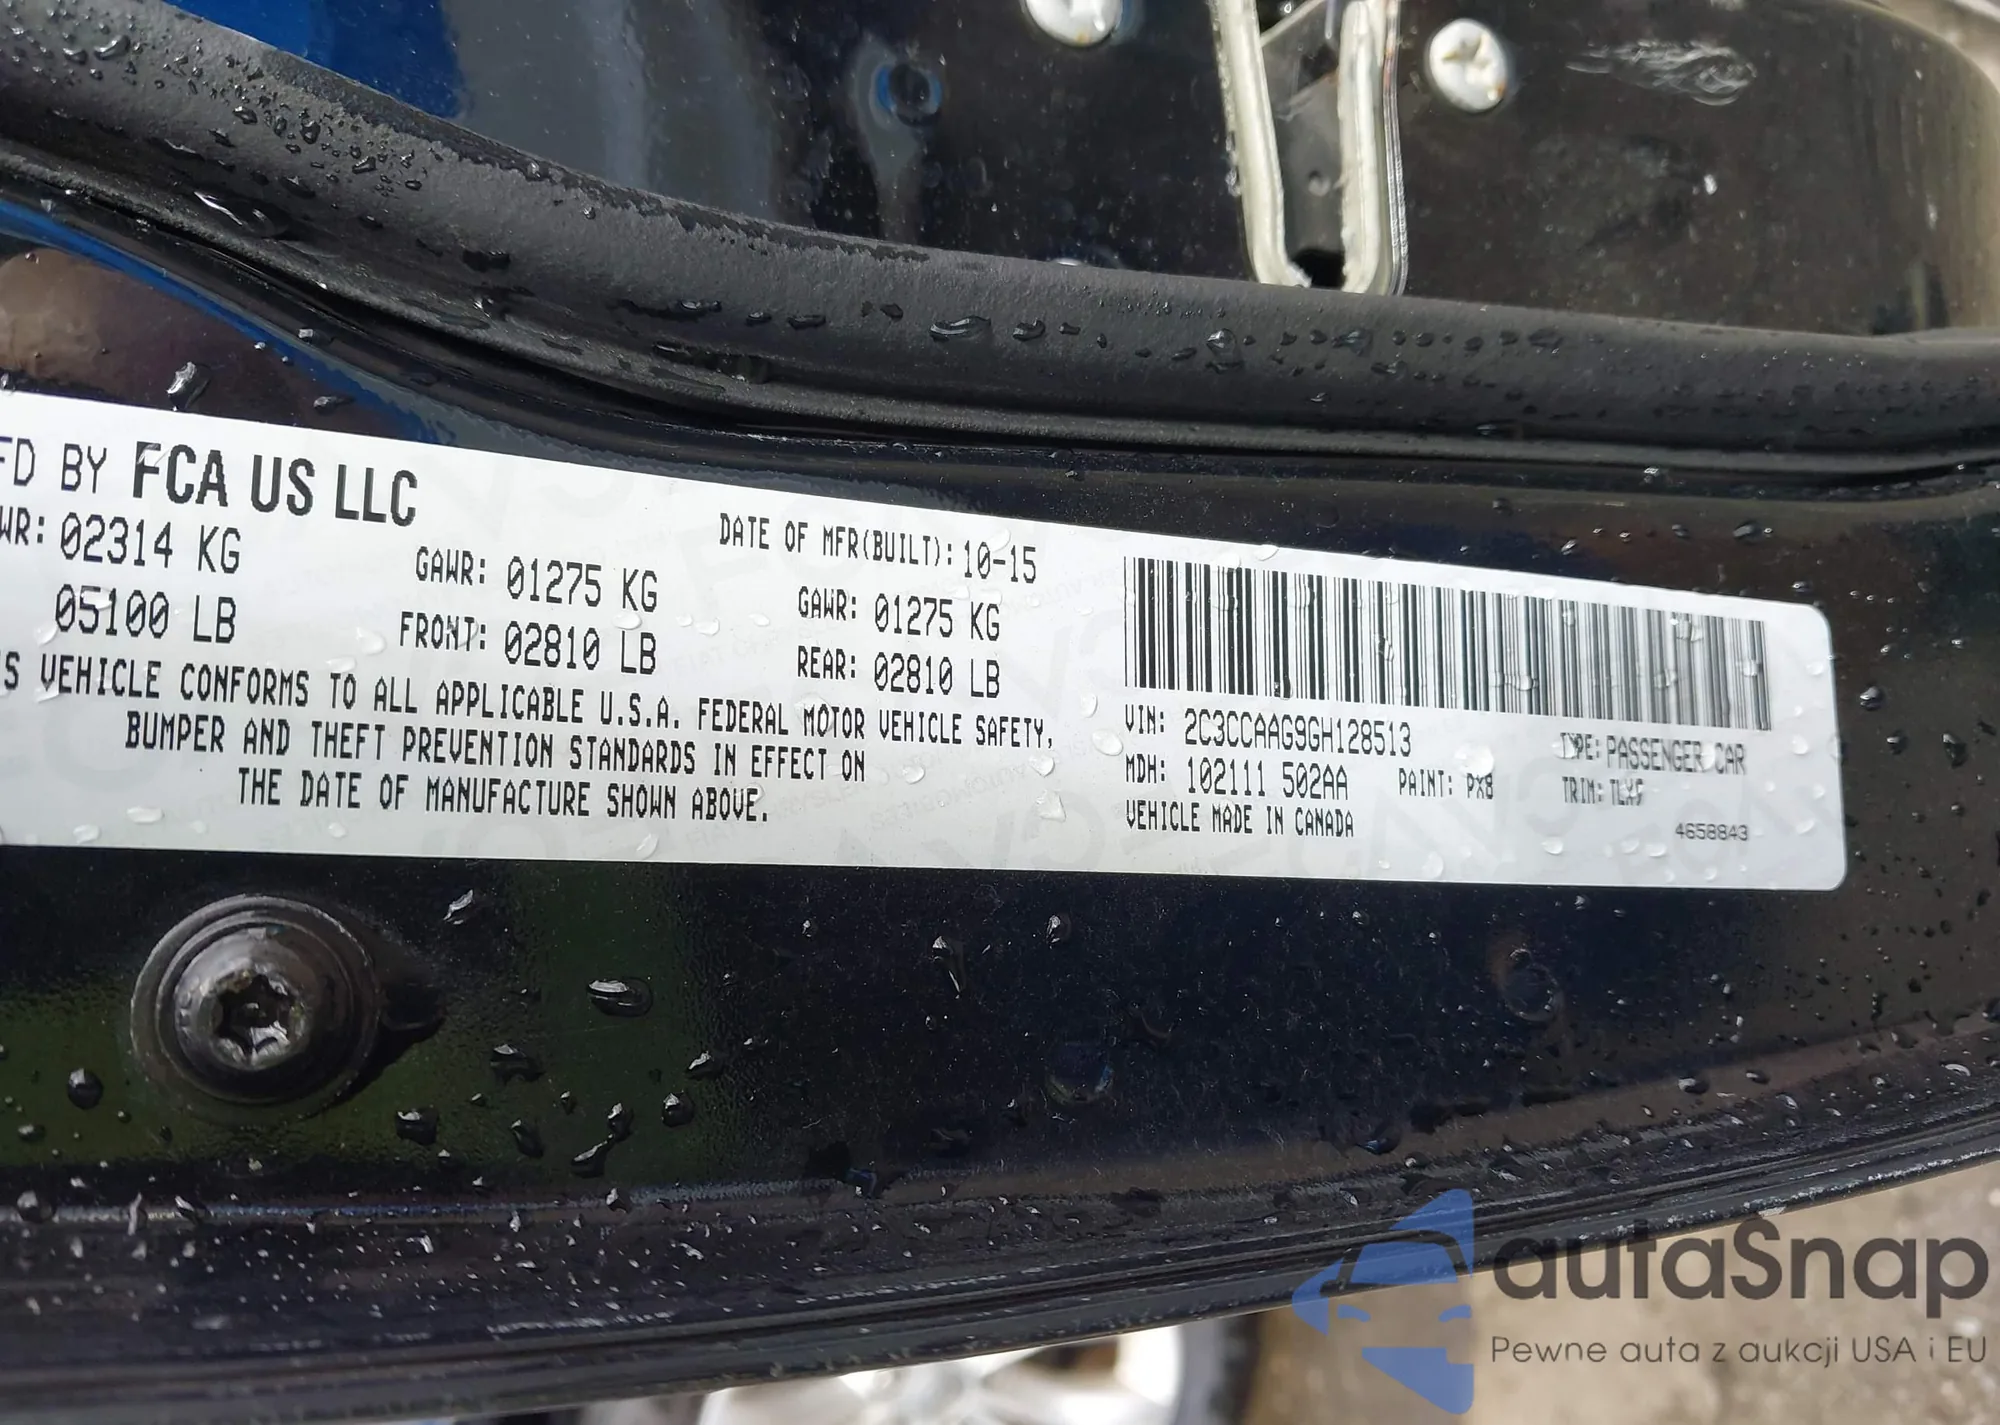 FD BY FCA US LLC
WR: 02314 KG
05100 LB
GAWR: 01275 KG
FRONT: 02810 LB
DATE OF MFR(BUILT): 10-15
GAWR: 01275 KG
REAR: 02810 LB
S VEHICLE CONFORMS TO ALL APPLICABLE U.S.A. FEDERAL MOTOR VEHICLE SAFETY,
BUMPER AND THEFT PREVENTION STANDARDS IN EFFECT ON
THE DATE OF MANUFACTURE SHOWN ABOVE.
VIN: 2C3CCAAG9GH128513
TYPE: PASSENGER CAR
MDH: 102111 502AA
PAINT: PX8
TRIM:
VEHICLE MADE IN CANADA
4658843
autaSnap
Pewne auta z aukcji USA i EU